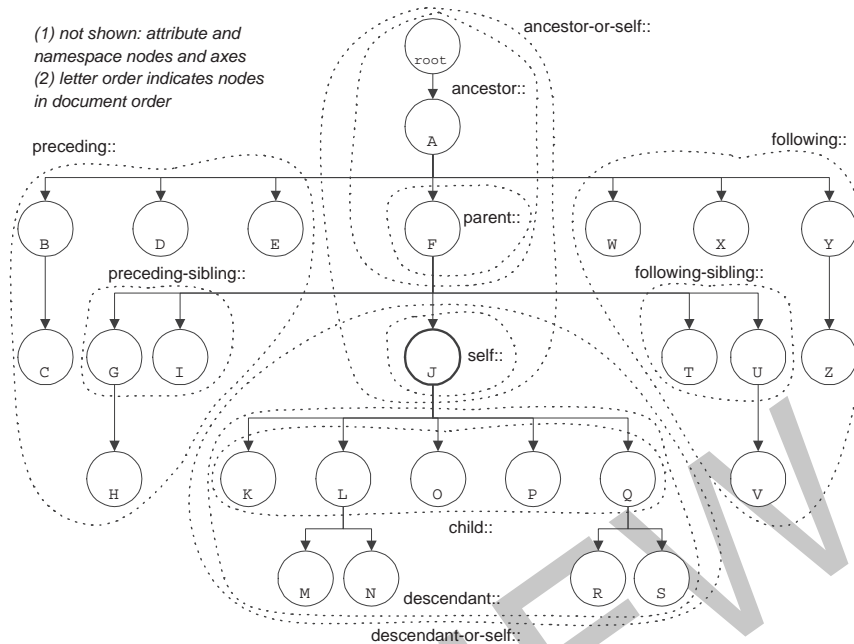 (1) not shown: attribute and
namespace nodes and axes
(2) letter order indicates nodes
in document order
ancestor-or-self::
root
ancestor::
A
preceding::
following::
B
D
E
F
parent::
W
X
Y
preceding-sibling::
following-sibling::
C
G
I
J
self::
T
U
Z
H
K
L
O
P
Q
V
child::
M
N
R
S
descendant::
descendant-or-self::